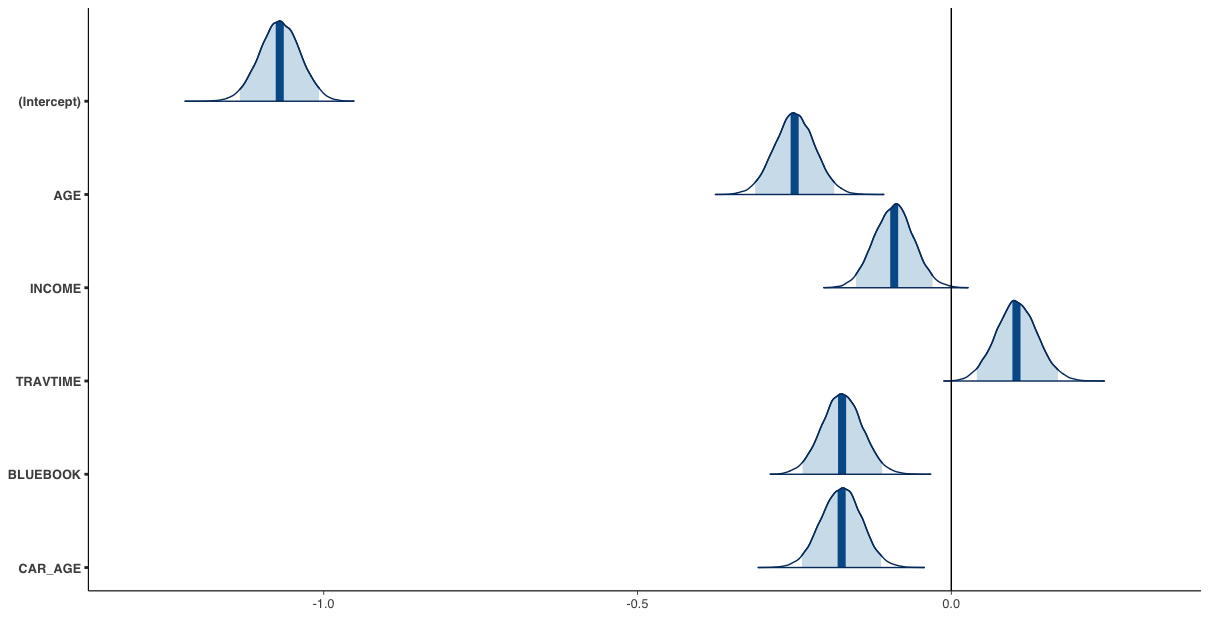 (Intercept)
AGE
INCOME
TRAVTIME
BLUEBOOK
CAR_AGE
-1.0 -0.5 0.0